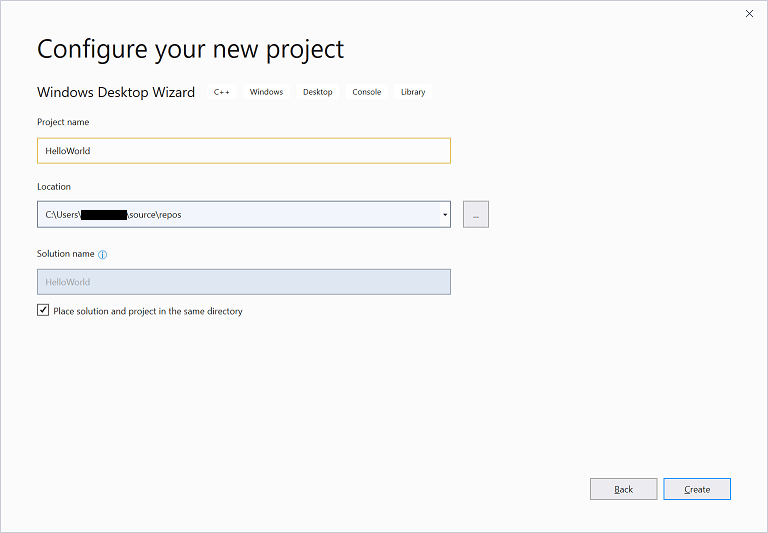 Configure your new project
Windows Desktop Wizard C++ Windows Desktop Console Library
Project name
HelloWorld
Location
C:\Users\ \source\repos
...
Solution name
HelloWorld
Place solution and project in the same directory
Back Create